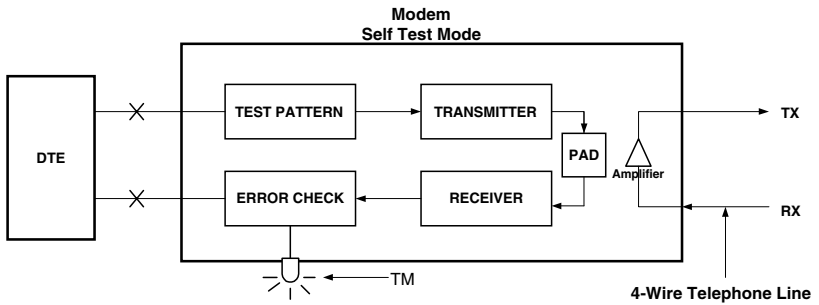 Modem
Self Test Mode
TEST PATTERN
TRANSMITTER
TX
DTE
PAD
Amplifier
ERROR CHECK
RECEIVER
RX
TM
4-Wire Telephone Line